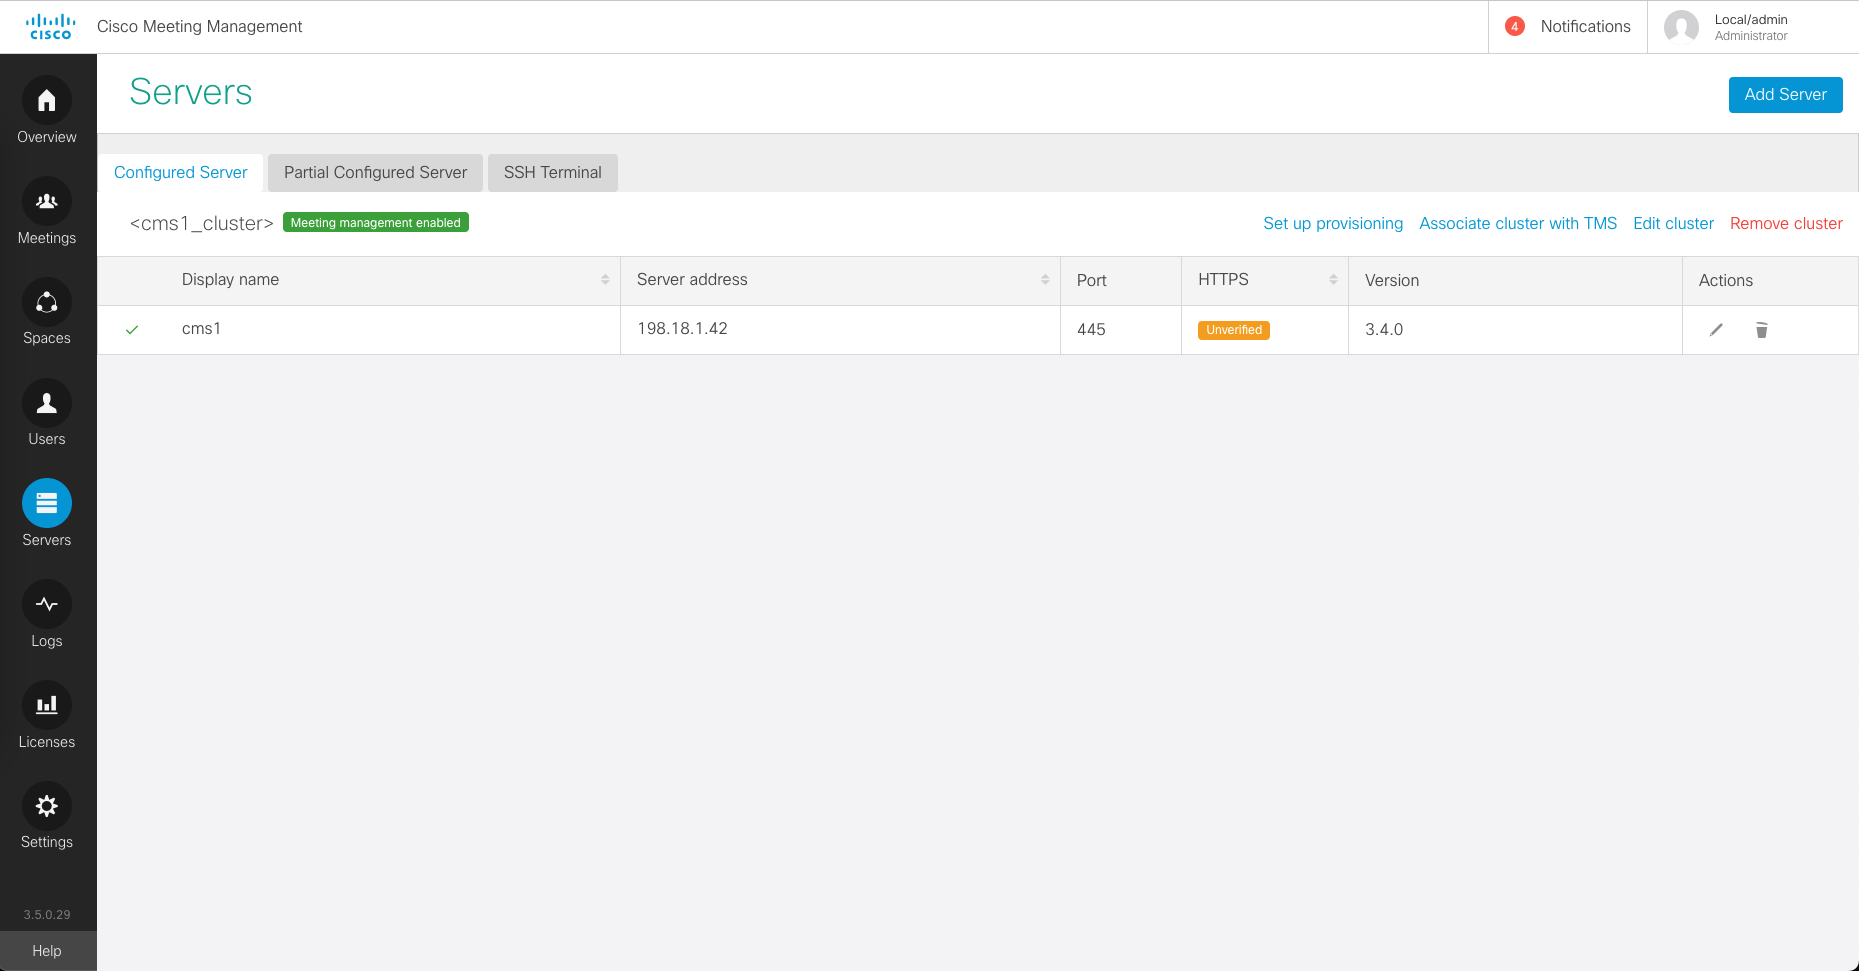 CISCO
Cisco Meeting Management
4
Notifications
Local/admin
Administrator
Overview
Meetings
Spaces
Users
Servers
Logs
Licenses
Settings
3.5.0.29
Help
Servers
Add Server
Configured Server
Partial Configured Server
SSH Terminal
<cms1_cluster>
Meeting management enabled
Set up provisioning
Associate cluster with TMS
Edit cluster
Remove cluster
Display name
Server address
Port
HTTPS
Version
Actions
cms1
198.18.1.42
445
Unverified
3.4.0